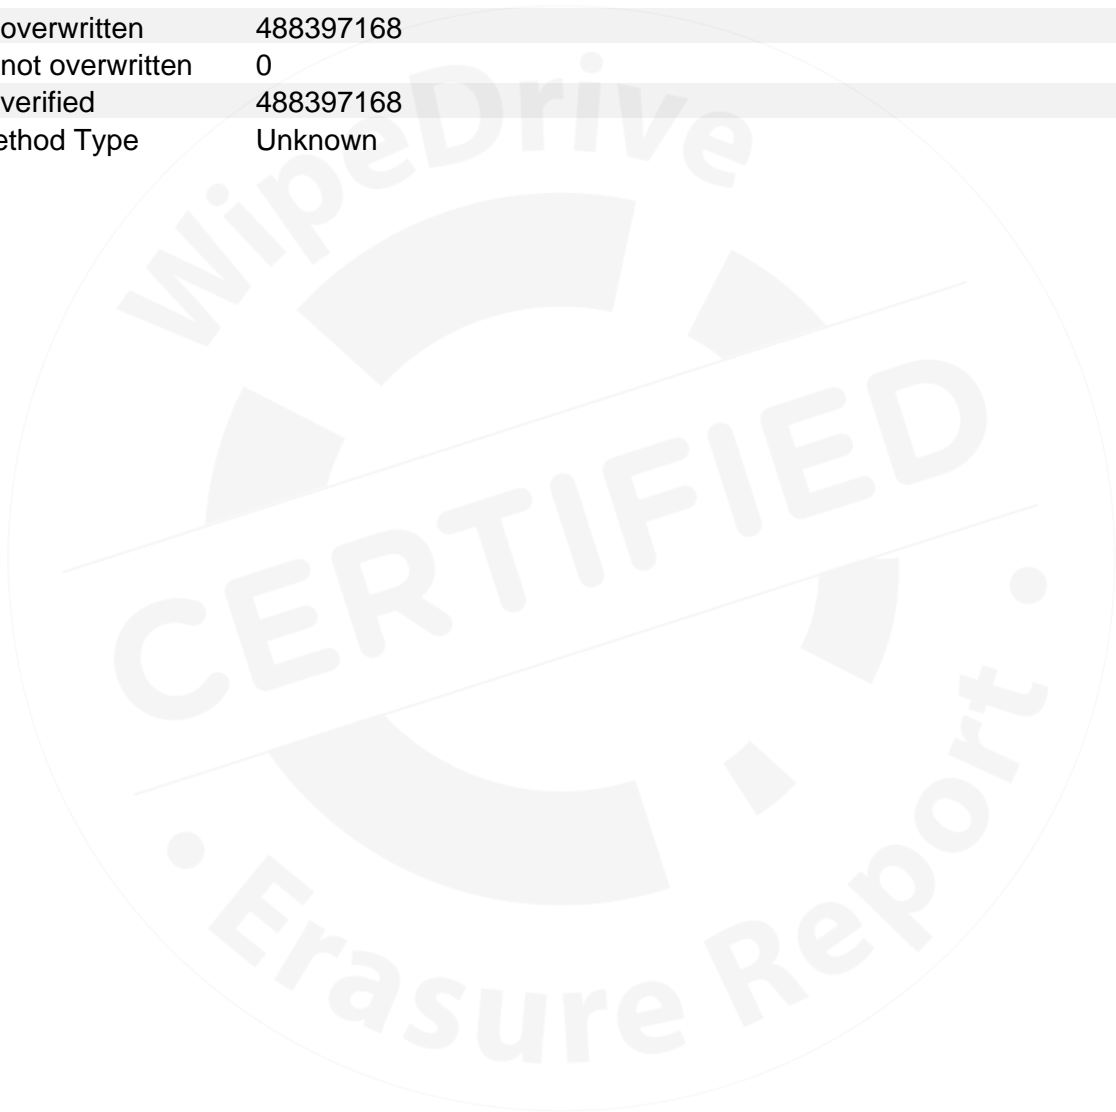 overwritten 488397168
not overwritten 0
verified 488397168
ethod Type Unknown
WipeDrive
CERTIFIED
• Erasure Report •